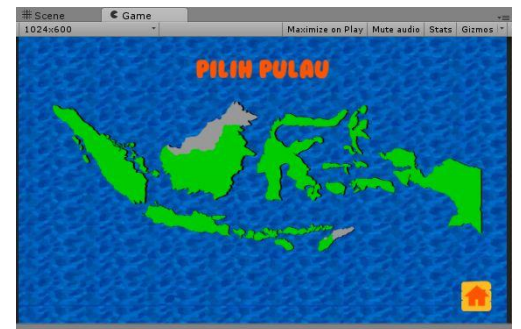 Scene Game
1024x600 Maximize on Play Mute audio Stats Gizmos
PILIH PULAU